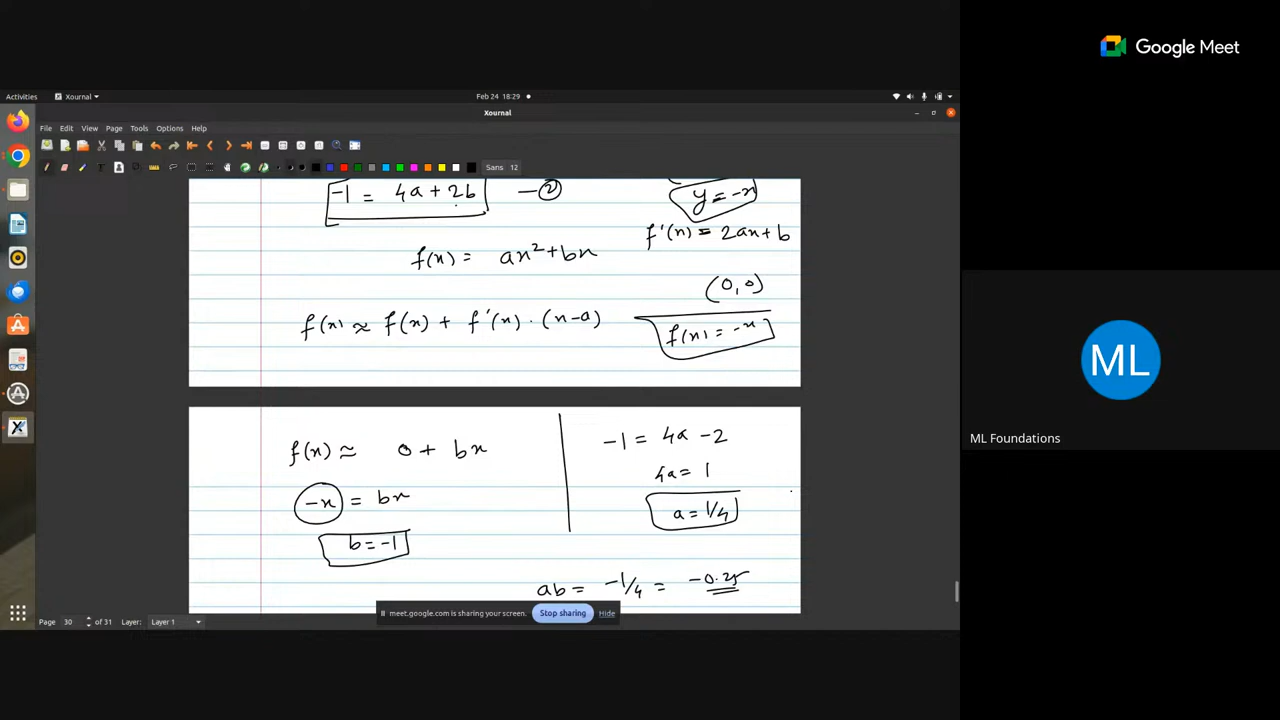 Google Meet
Activities
Xournal
Feb 24 18:29
Xournal
File Edit View Page Tools Options Help
Sans 12
-1 = 4a + 2b — ②
y = -x
f'(x) = 2ax + b
f(x) = ax² + bx
(0, 0)
f(x) ≈ f(x) + f'(x) · (x-a)
f(x) = -x
f(x) ≈ 0 + bx
-x = bx
b = -1
-1 = 4a - 2
4a = 1
a = 1/4
ab = -1/4 = -0.25
meet.google.com is sharing your screen. Stop sharing Hide
Page 30 of 31 Layer: Layer 1
ML
ML Foundations